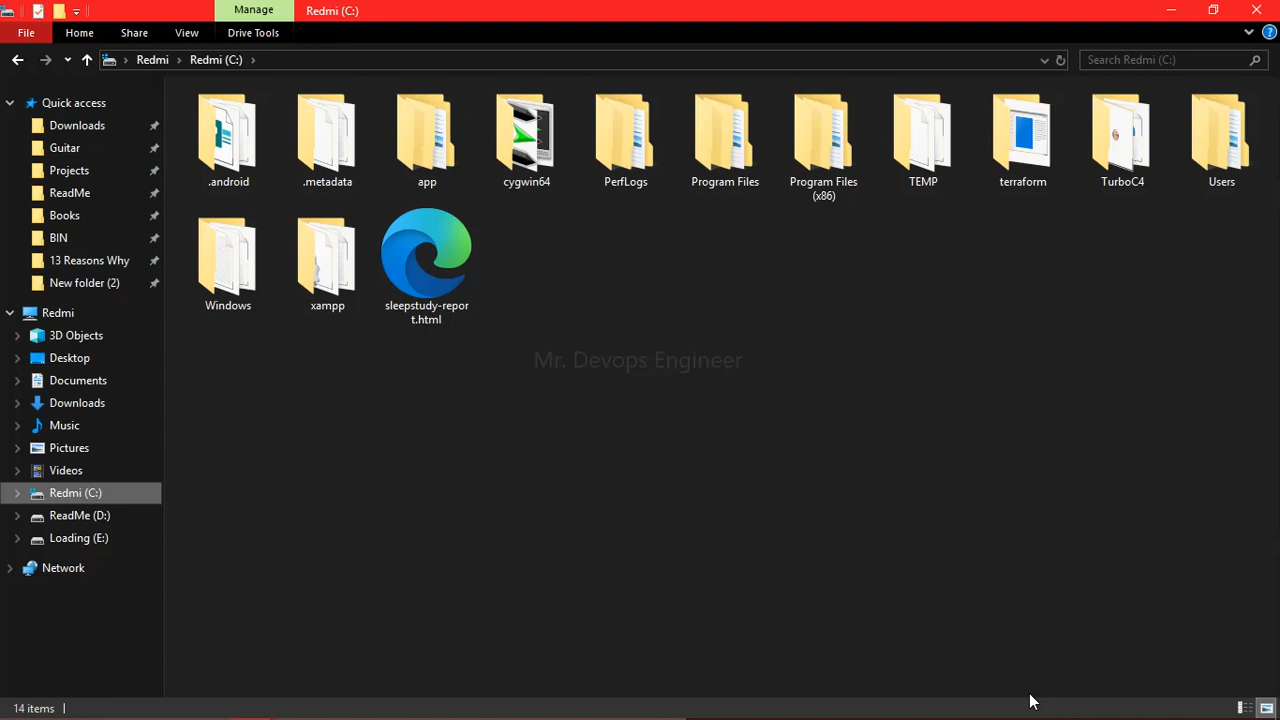 Manage
Redmi (C:)
File
Home
Share
View
Drive Tools
Redmi
Redmi (C:)
Search Redmi (C:)
Quick access
Downloads
Guitar
Projects
ReadMe
Books
BIN
13 Reasons Why
New folder (2)
Redmi
3D Objects
Desktop
Documents
Downloads
Music
Pictures
Videos
Redmi (C:)
ReadMe (D:)
Loading (E:)
Network
.android
.metadata
app
cygwin64
PerfLogs
Program Files
Program Files
(x86)
TEMP
terraform
TurboC4
Users
Windows
xampp
sleepstudy-repor
t.html
Mr. Devops Engineer
14 items